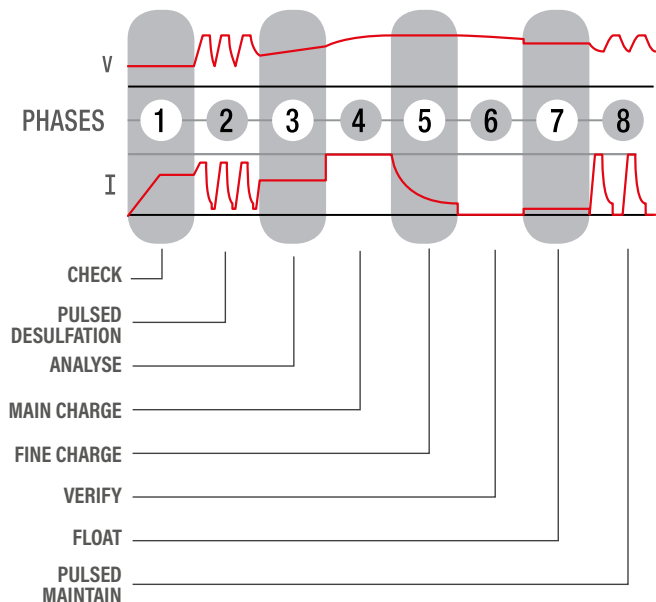 V
PHASES 1 2 3 4 5 6 7 8
I
CHECK
PULSED
DESULFATION
ANALYSE
MAIN CHARGE
FINE CHARGE
VERIFY
FLOAT
PULSED
MAINTAIN